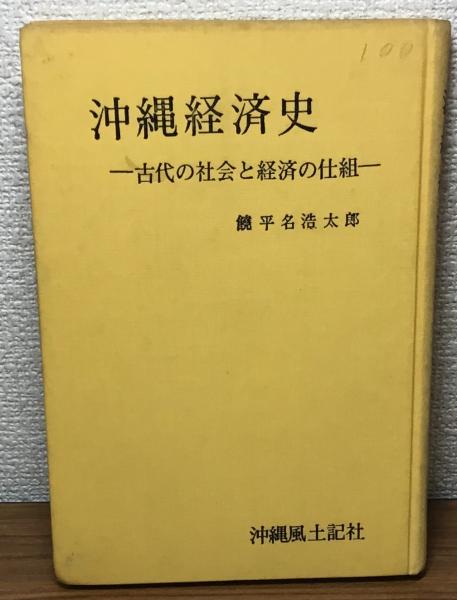 100
沖縄経済史
―古代の社会と経済の仕組―
饒平名浩太郎
沖縄風土記社